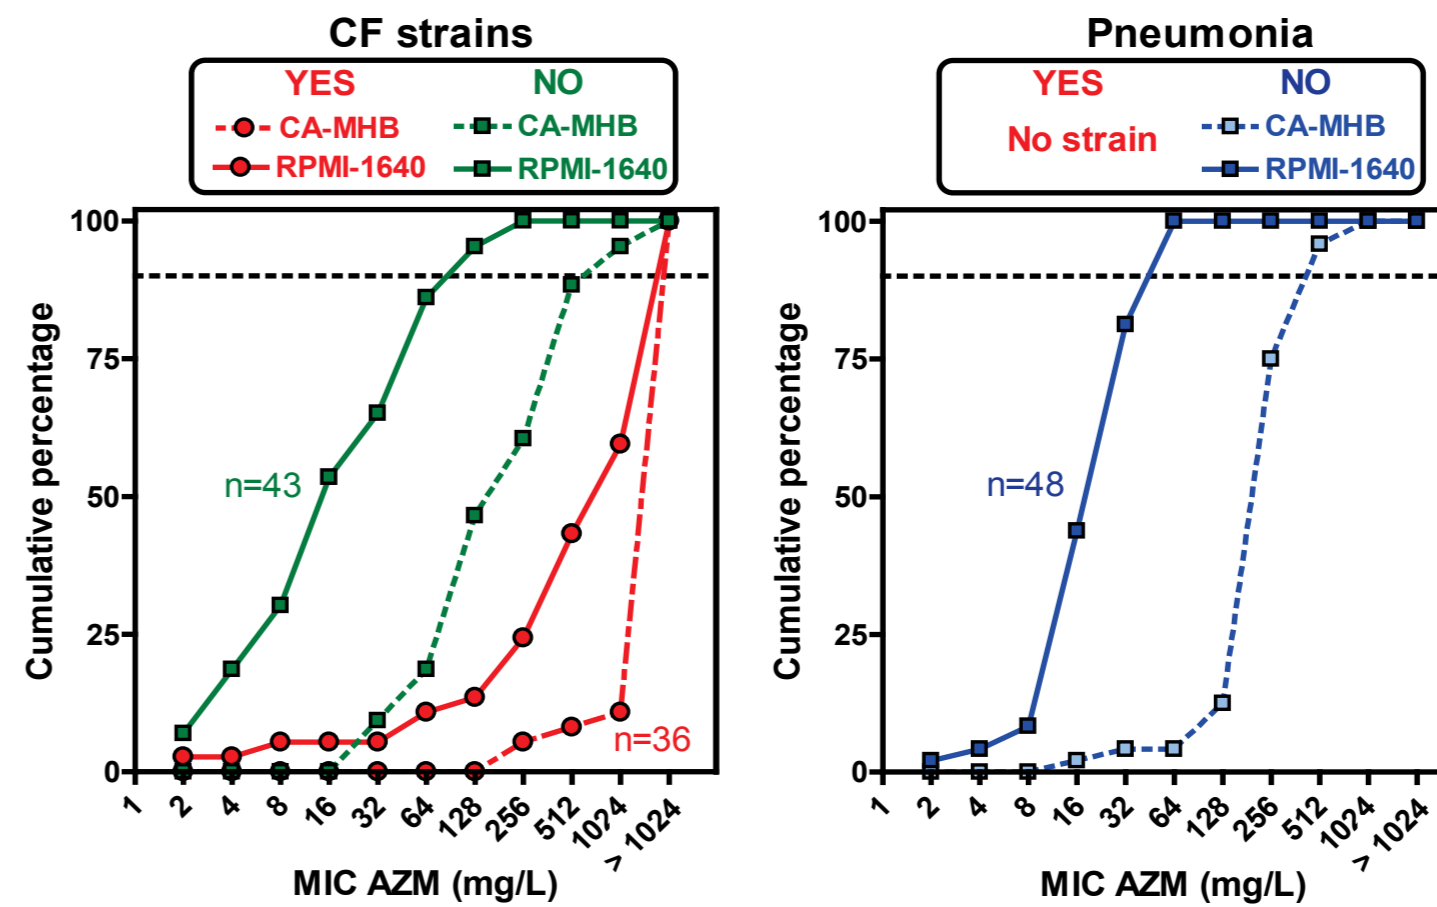 CF strains
YES NO
CA-MHB CA-MHB
RPMI-1640 RPMI-1640
100
75
50
25
0
Cumulative percentage
n=43
n=36
1 2 4 8 16 32 64 128 256 512 1024 > 1024
MIC AZM (mg/L)
Pneumonia
YES NO
No strain
CA-MHB
RPMI-1640
100
75
50
25
0
Cumulative percentage
n=48
1 2 4 8 16 32 64 128 256 512 1024 > 1024
MIC AZM (mg/L)